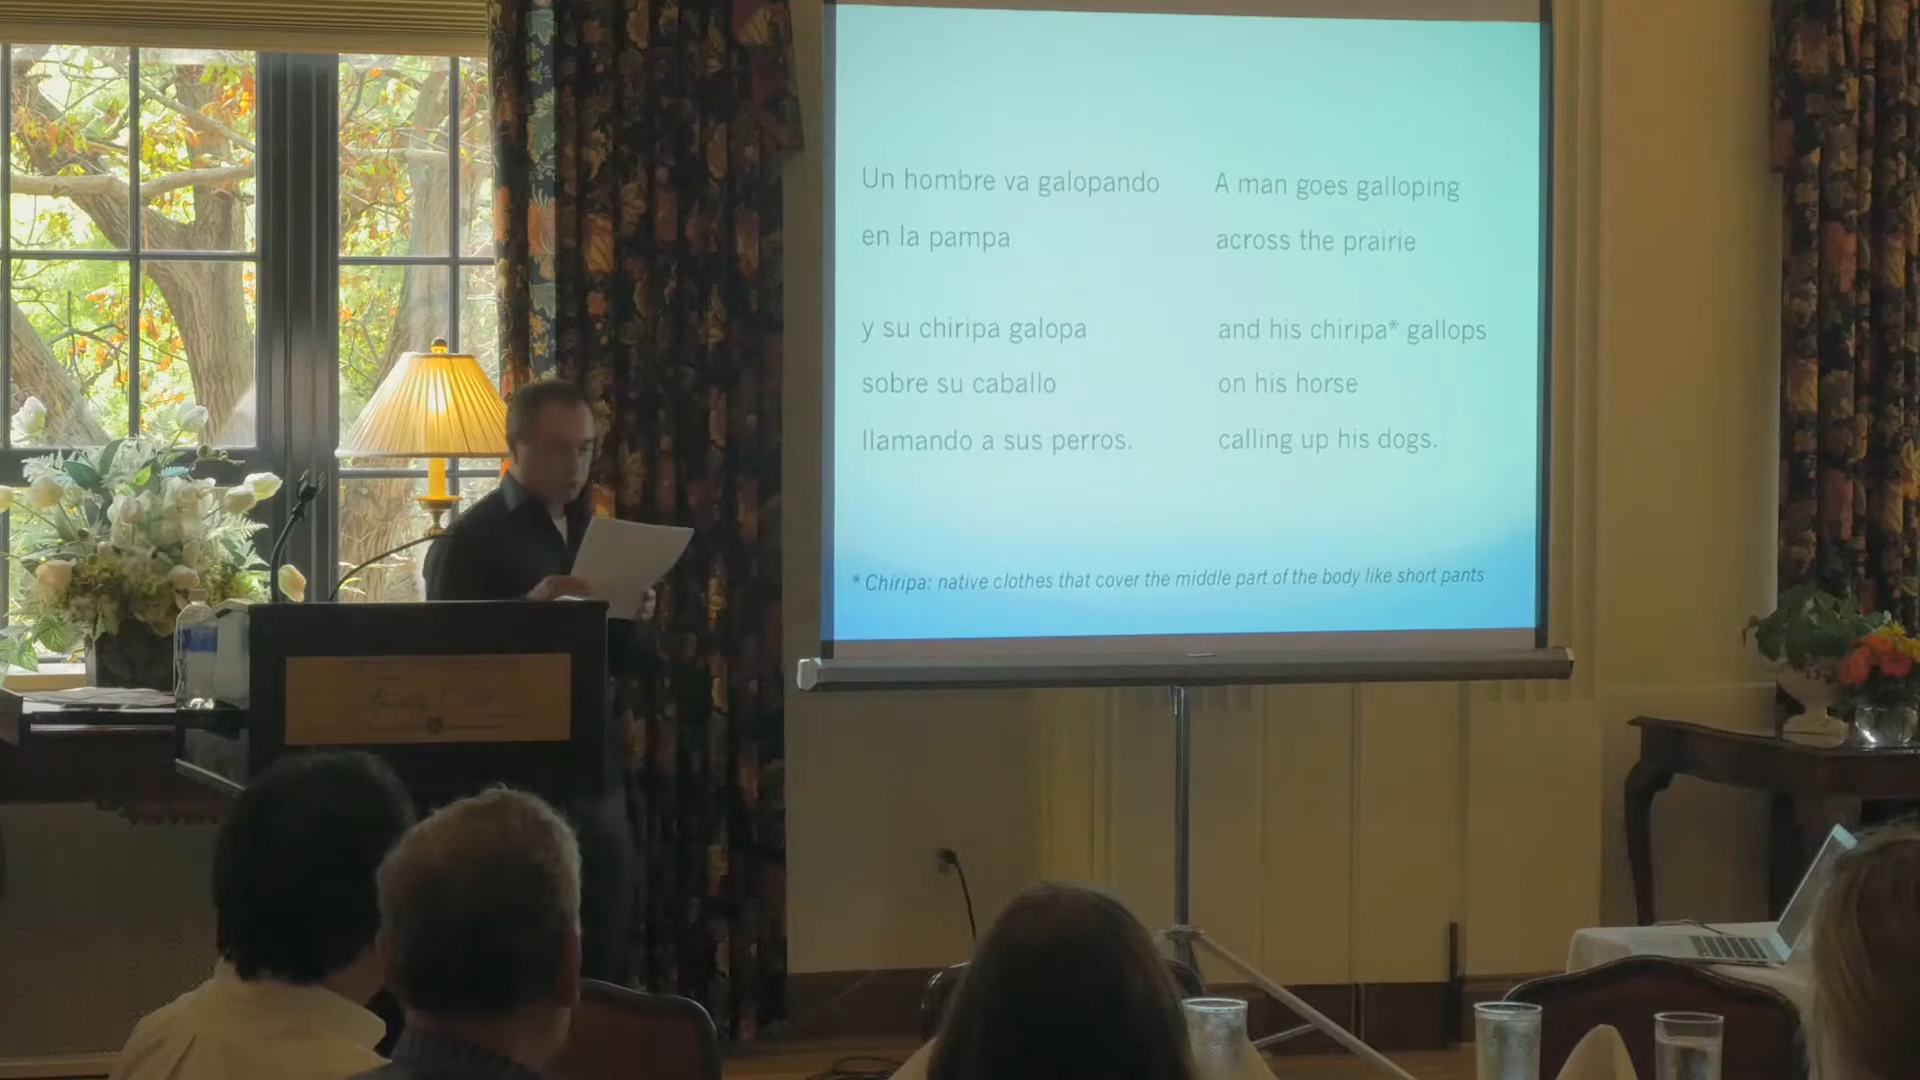 Un hombre va galopando
en la pampa
y su chiripa galopa
sobre su caballo
llamando a sus perros.
A man goes galloping
across the prairie
and his chiripa* gallops
on his horse
calling up his dogs.
* Chiripa: native clothes that cover the middle part of the body like short pants